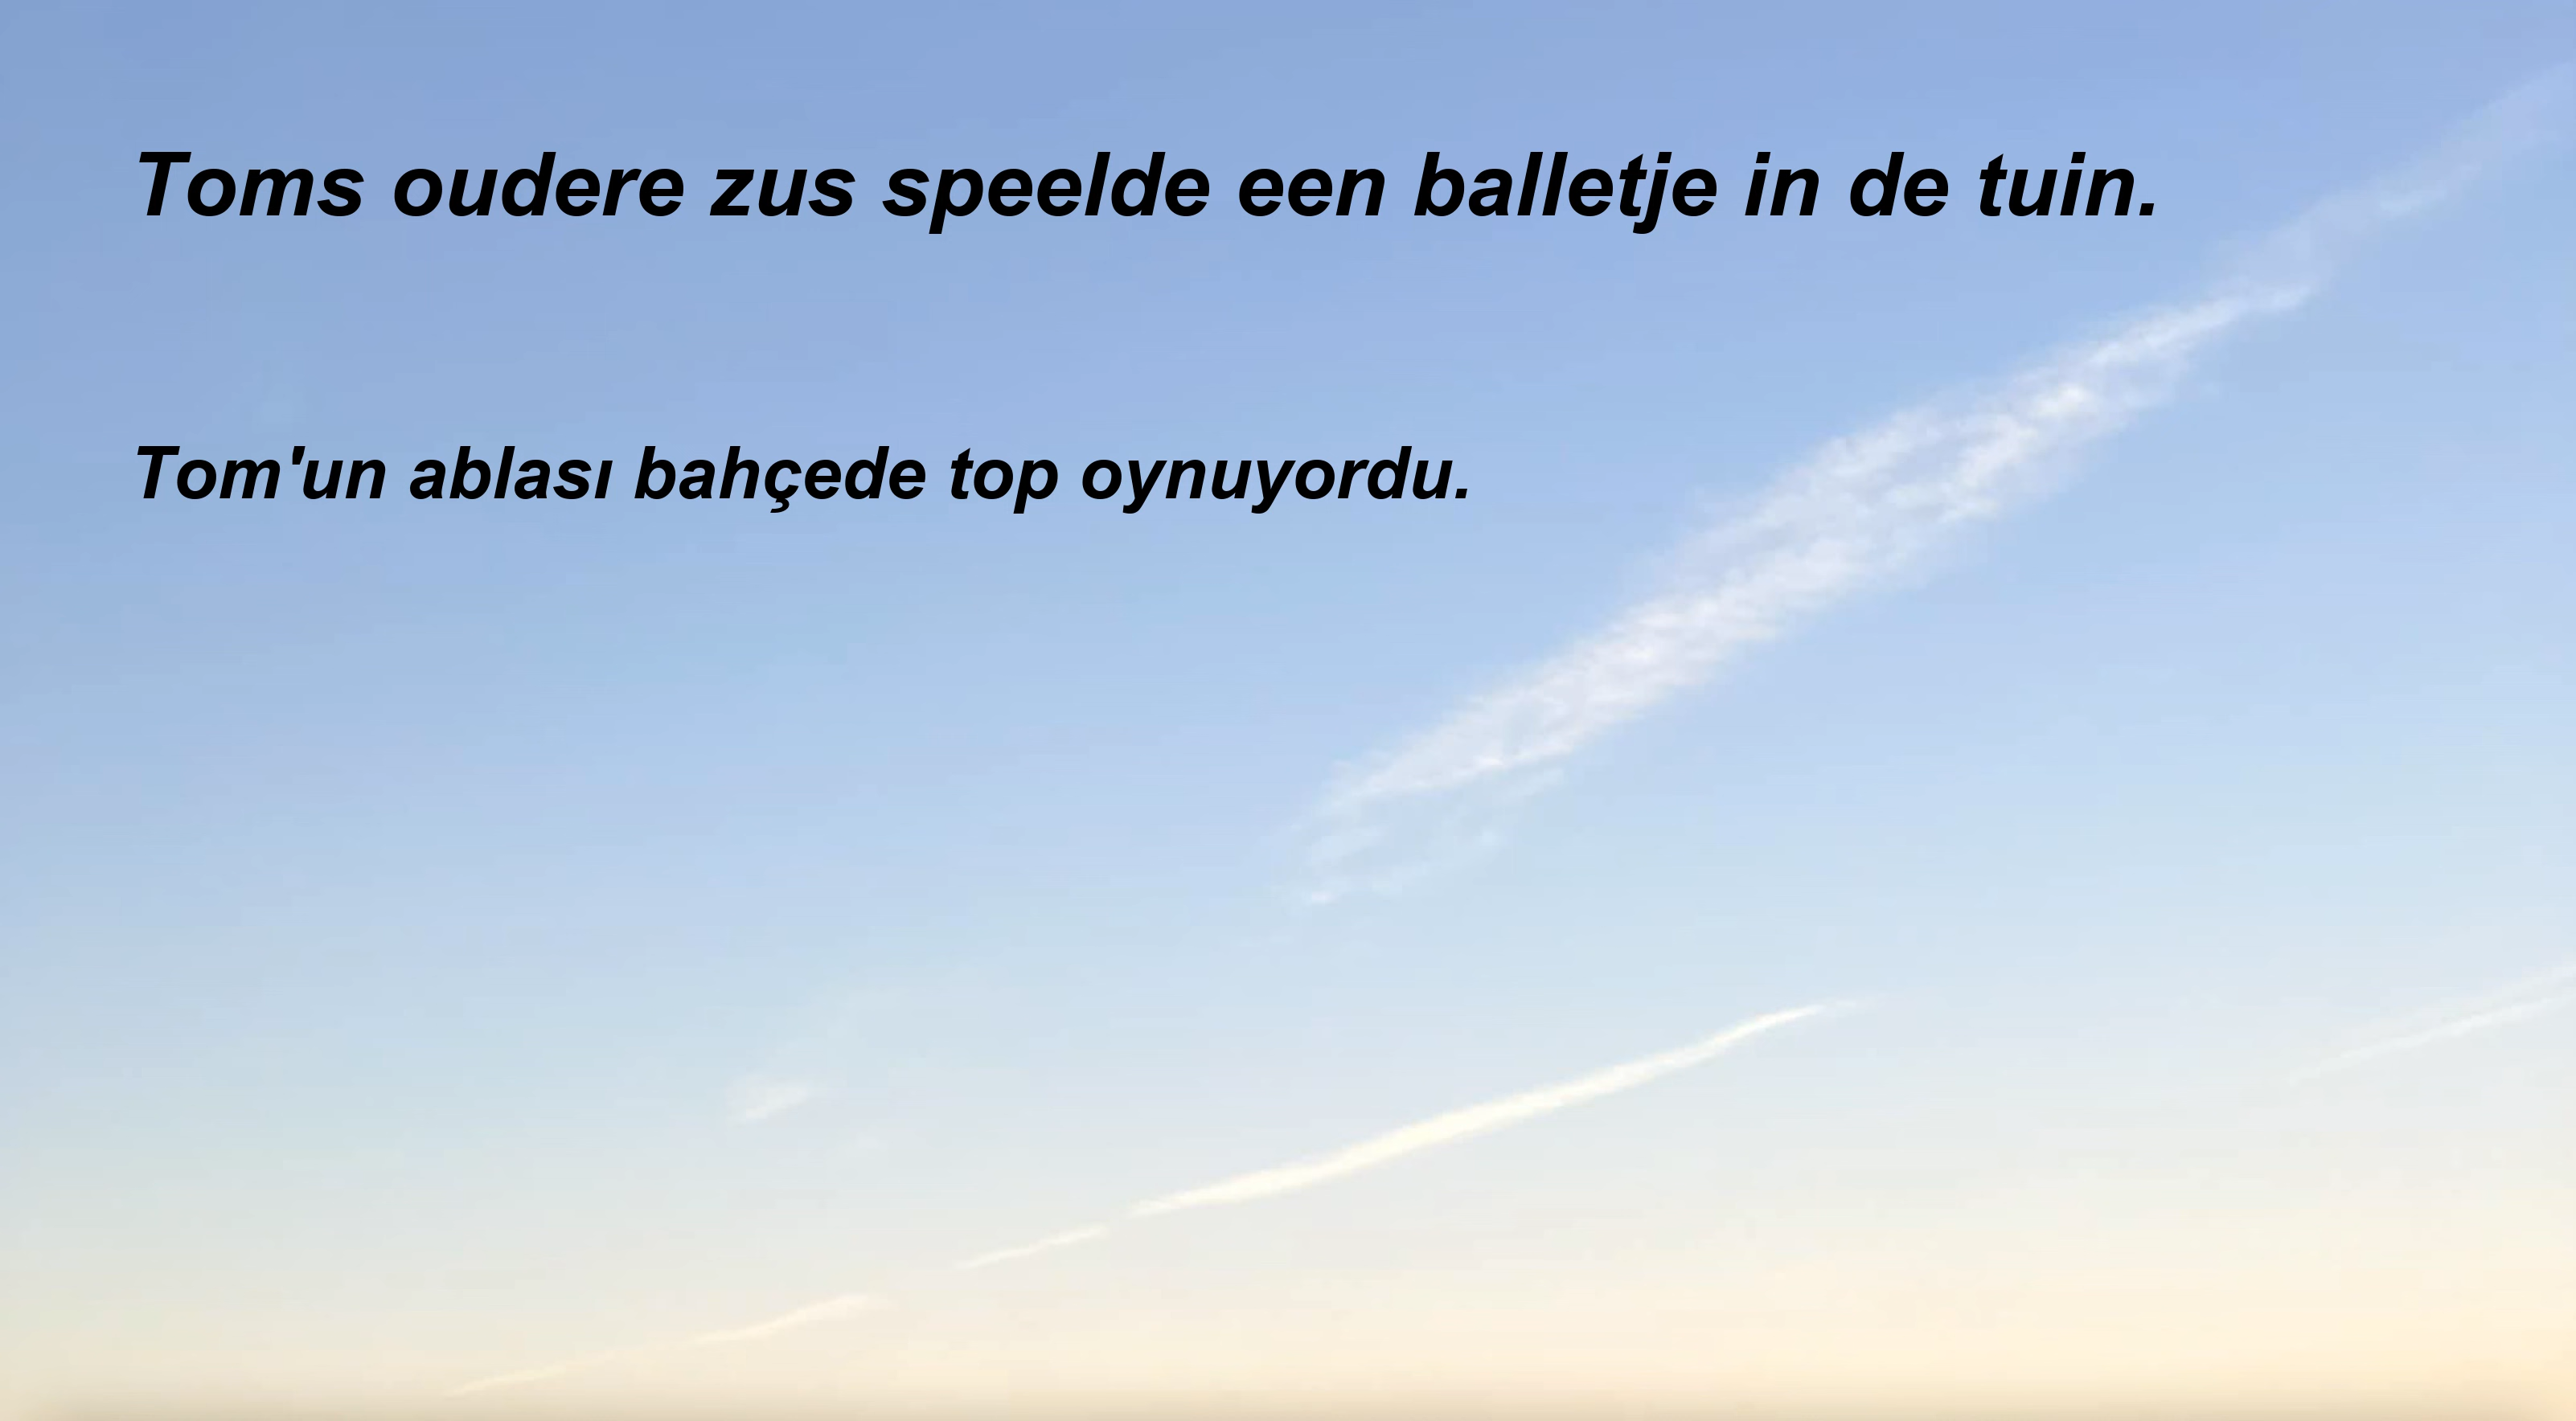 Toms oudere zus speelde een balletje in de tuin.
Tom'un ablası bahçede top oynuyordu.